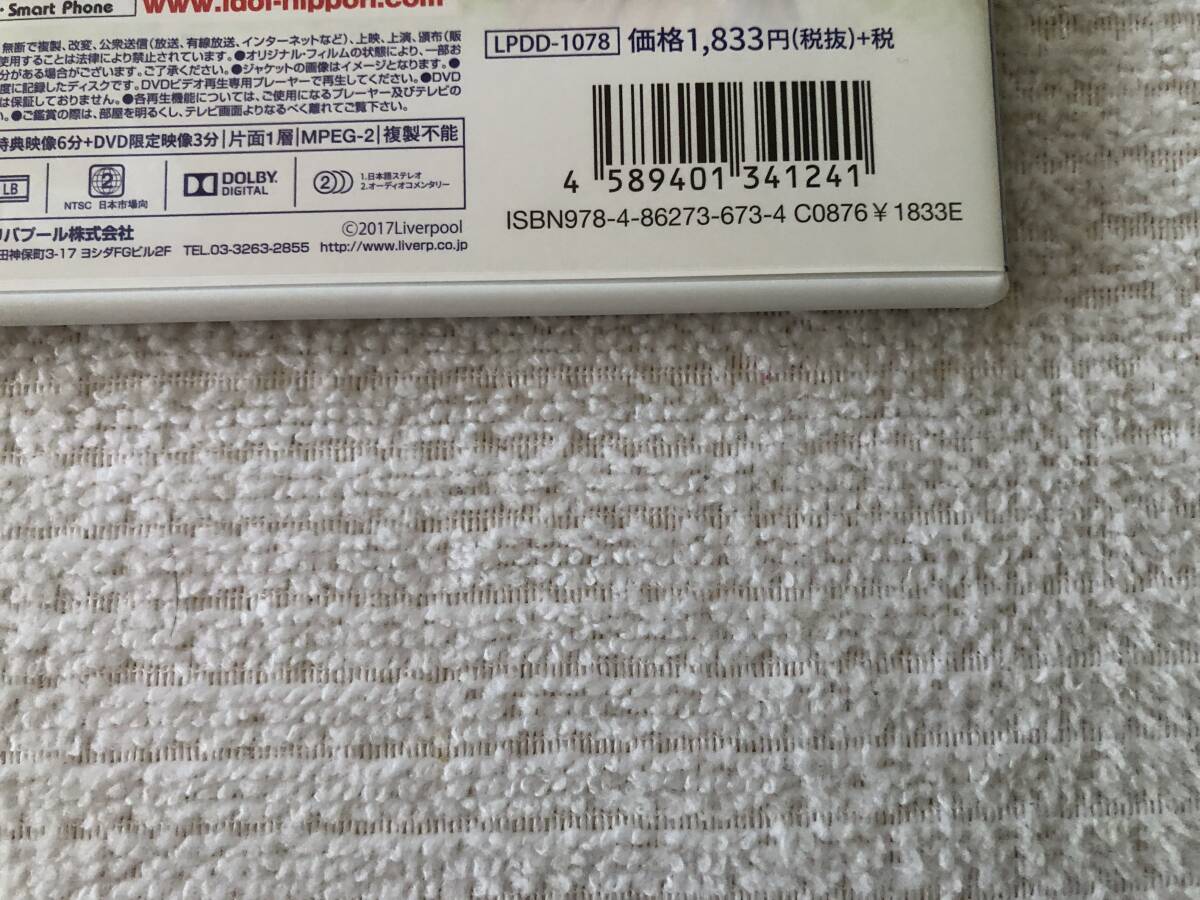 ・Smart Phone
www.idol-nippon.com
無断で複製、改変、公衆送信(放送、有線放送、インターネットなど)、上映、上演、頒布(販
使用することは法律により禁止されています。●オリジナル・フィルムの状態により、一部お
分がある場合がございます。ご了承ください。●ジャケットの画像はイメージとなります。●
度に記録したディスクです。DVDビデオ再生専用プレーヤーで再生してください。●DVD
は保証しておりません。●各再生機能については、ご使用になるプレーヤー及びテレビの
い。●ご鑑賞の際は、部屋を明るくし、テレビ画面よりなるべく離れてご覧下さい。
特典映像6分+DVD限定映像3分|片面1層|MPEG-2|複製不能
LB
2
NTSC 日本市場向
DOLBY
DIGITAL
2
1.日本語ステレオ
2.オーディオコメンタリー
©2017Liverpool
リバプール株式会社
田神保町3-17 ヨシダFGビル2F TEL.03-3263-2855 http://www.liverp.co.jp
LPDD-1078 価格1,833円(税抜)+税
4 589401 341241
ISBN978-4-86273-673-4 C0876 ¥1833E